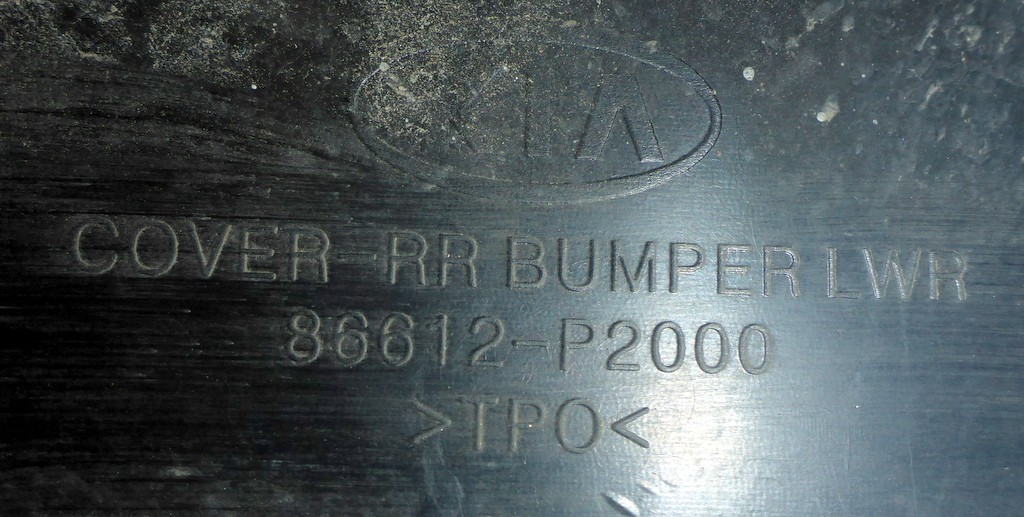 KIA
COVER-RR BUMPER LWR
86612-P2000
>TPO<